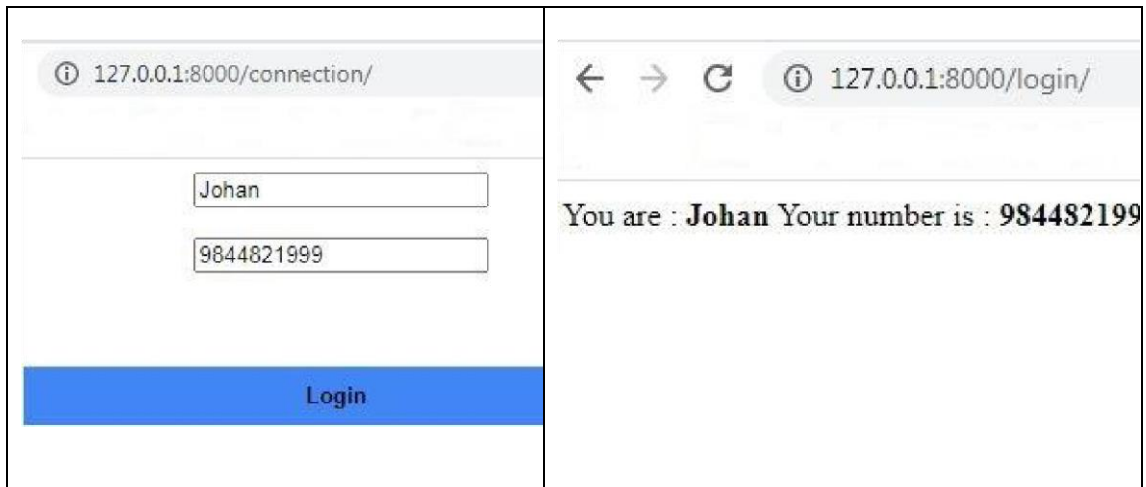 127.0.0.1:8000/connection/
Johan
9844821999
Login
127.0.0.1:8000/login/
You are : Johan Your number is : 984482199